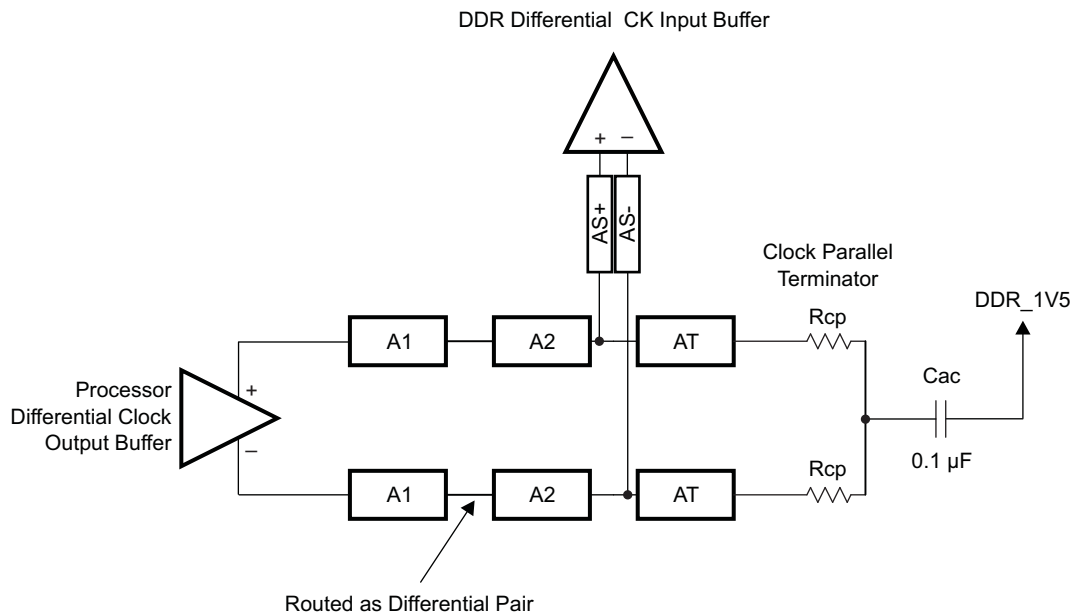 DDR Differential CK Input Buffer
+ −
AS+
AS-
Clock Parallel
Terminator
DDR_1V5
A1
A2
AT
Rcp
Processor
Differential Clock
Output Buffer
+
−
Cac
0.1 µF
A1
A2
AT
Rcp
Routed as Differential Pair